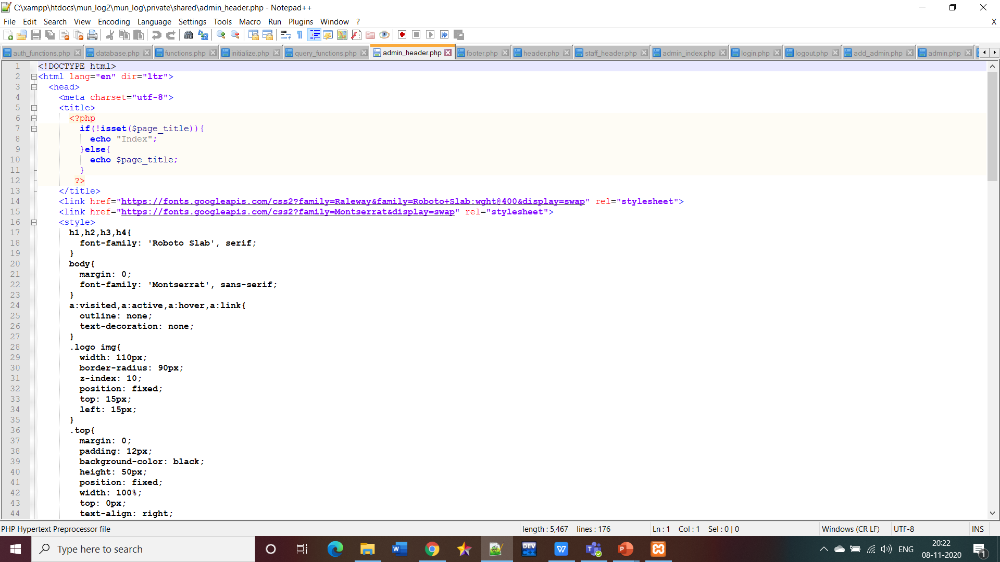 C:\xampp\htdocs\mun_log2\mun_log\private\shared\admin_header.php - Notepad++
File Edit Search View Encoding Language Settings Tools Macro Run Plugins Window ? X
auth_functions.php database.php functions.php initialize.php query_functions.php admin_header.php footer.php header.php staff_header.php admin_index.php login.php logout.php add_admin.php admin.php
1 <!DOCTYPE html>
2 <html lang="en" dir="ltr">
3 <head>
4 <meta charset="utf-8">
5 <title>
6 <?php
7 if(!isset($page_title)){
8 echo "Index";
9 }else{
10 echo $page_title;
11 }
12 ?>
13 </title>
14 <link href="https://fonts.googleapis.com/css2?family=Raleway&family=Roboto+Slab:wght@400&display=swap" rel="stylesheet">
15 <link href="https://fonts.googleapis.com/css2?family=Montserrat&display=swap" rel="stylesheet">
16 <style>
17 h1,h2,h3,h4{
18 font-family: 'Roboto Slab', serif;
19 }
20 body{
21 margin: 0;
22 font-family: 'Montserrat', sans-serif;
23 }
24 a:visited,a:active,a:hover,a:link{
25 outline: none;
26 text-decoration: none;
27 }
28 .logo img{
29 width: 110px;
30 border-radius: 90px;
31 z-index: 10;
32 position: fixed;
33 top: 15px;
34 left: 15px;
35 }
36 .top{
37 margin: 0;
38 padding: 12px;
39 background-color: black;
40 height: 50px;
41 position: fixed;
42 width: 100%;
43 top: 0px;
44 text-align: right;
PHP Hypertext Preprocessor file length : 5,467 lines : 176 Ln : 1 Col : 1 Sel : 0 | 0 Windows (CR LF) UTF-8 INS
Type here to search
DEV C++
ENG
20:22
08-11-2020
1